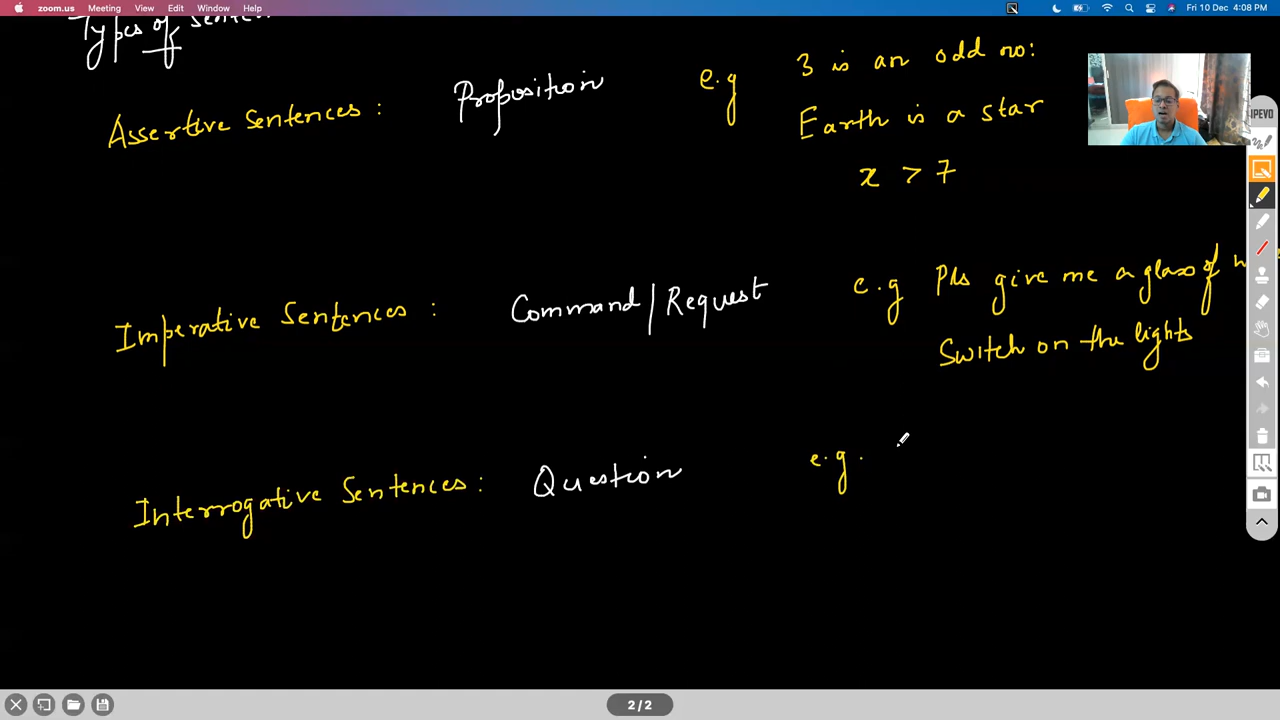 zoom.us Meeting View Edit Window Help Fri 10 Dec 4:08 PM
Types of
Assertive Sentences : Proposition e.g 3 is an odd no:
Earth is a star
x > 7
IPEVO
Imperative Sentences : Command/Request e.g Pls give me a glass of
Switch on the lights
Interrogative Sentences : Question e.g.
2/2